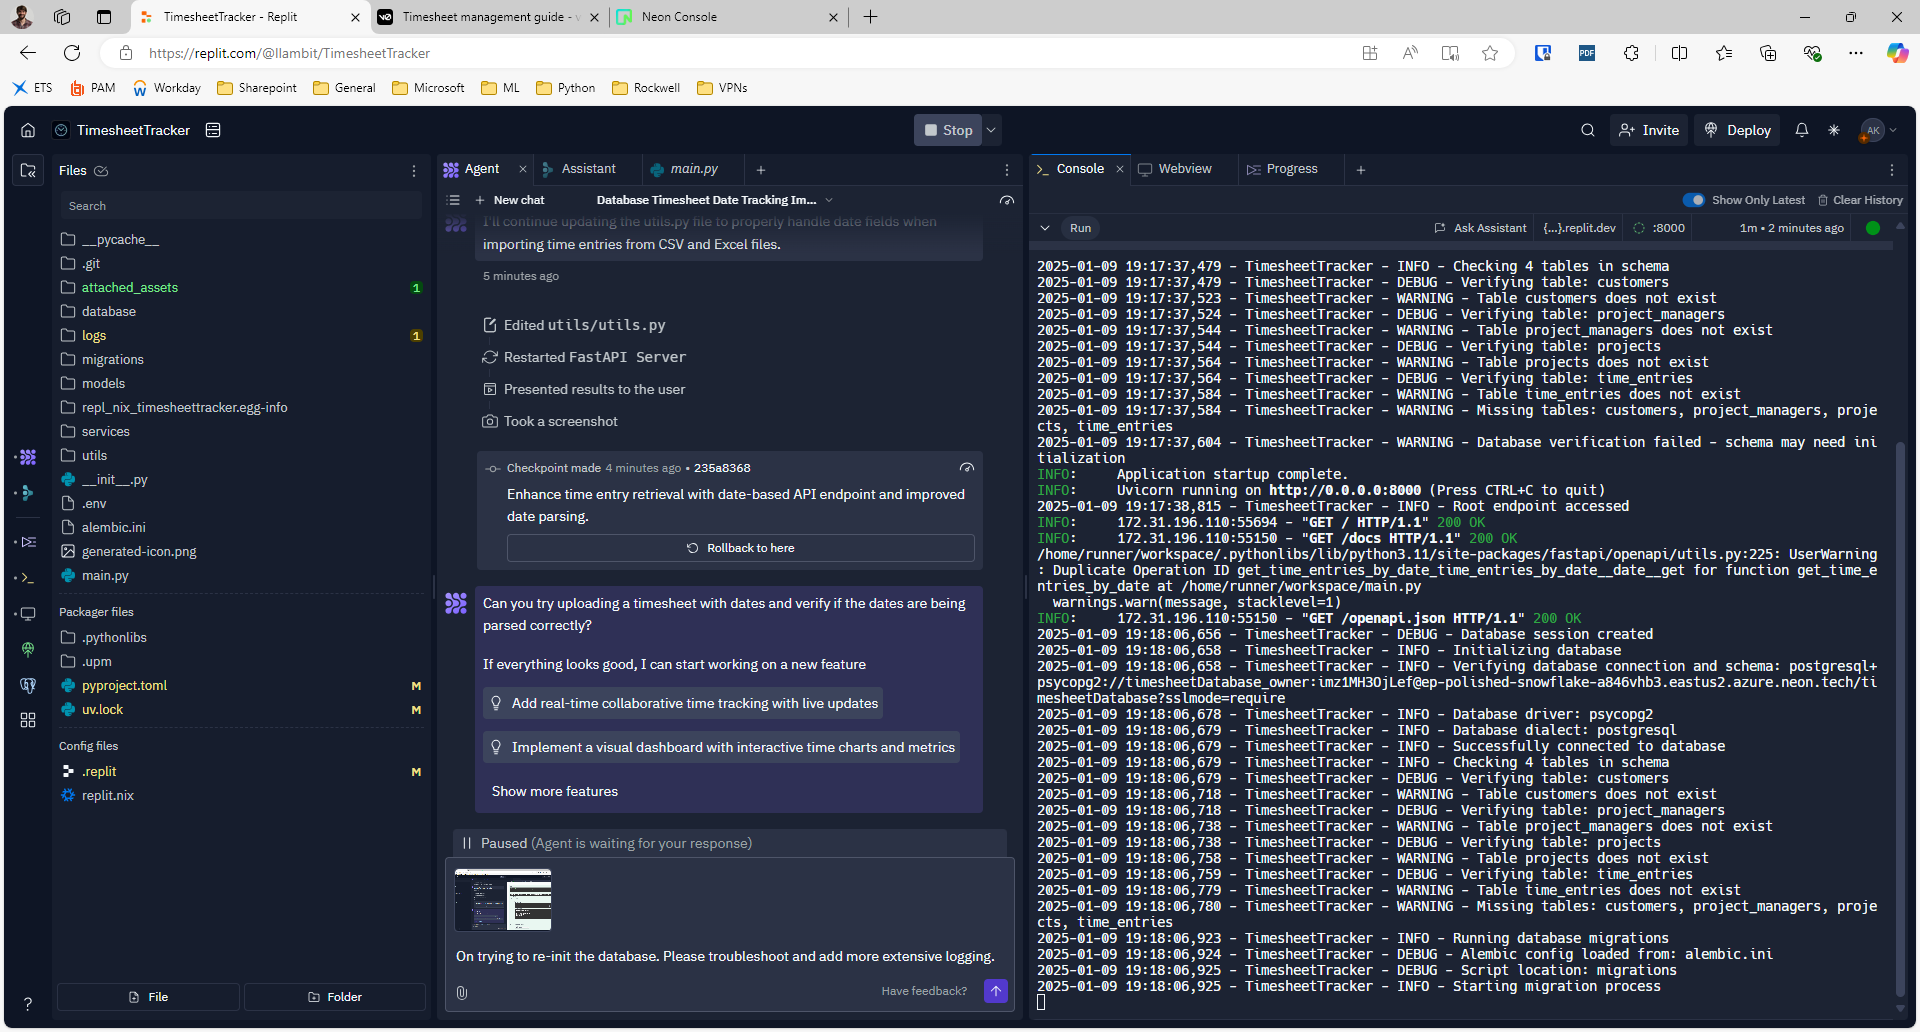 TimesheetTracker - Replit
Timesheet management guide - v
Neon Console
https://replit.com/@llambit/TimesheetTracker
ETS
PAM
Workday
Sharepoint
General
Microsoft
ML
Python
Rockwell
VPNs
TimesheetTracker
Stop
Invite
Deploy
AK
Files
Search
__pycache__
.git
attached_assets
1
database
logs
1
migrations
models
repl_nix_timesheettracker.egg-info
services
utils
__init__.py
.env
alembic.ini
generated-icon.png
main.py
Packager files
.pythonlibs
.upm
pyproject.toml
M
uv.lock
M
Config files
.replit
M
replit.nix
File
Folder
Agent
Assistant
main.py
New chat
Database Timesheet Date Tracking Im...
I'll continue updating the utils.py file to properly handle date fields when
importing time entries from CSV and Excel files.
5 minutes ago
Edited utils/utils.py
Restarted FastAPI Server
Presented results to the user
Took a screenshot
Checkpoint made 4 minutes ago • 235a8368
Enhance time entry retrieval with date-based API endpoint and improved
date parsing.
Rollback to here
Can you try uploading a timesheet with dates and verify if the dates are being
parsed correctly?
If everything looks good, I can start working on a new feature
Add real-time collaborative time tracking with live updates
Implement a visual dashboard with interactive time charts and metrics
Show more features
Paused (Agent is waiting for your response)
On trying to re-init the database. Please troubleshoot and add more extensive logging.
Have feedback?
Console
Webview
Progress
Show Only Latest
Clear History
Run
Ask Assistant
{...}.replit.dev
:8000
1m • 2 minutes ago
2025-01-09 19:17:37,479 - TimesheetTracker - INFO - Checking 4 tables in schema
2025-01-09 19:17:37,479 - TimesheetTracker - DEBUG - Verifying table: customers
2025-01-09 19:17:37,523 - TimesheetTracker - WARNING - Table customers does not exist
2025-01-09 19:17:37,524 - TimesheetTracker - DEBUG - Verifying table: project_managers
2025-01-09 19:17:37,544 - TimesheetTracker - WARNING - Table project_managers does not exist
2025-01-09 19:17:37,544 - TimesheetTracker - DEBUG - Verifying table: projects
2025-01-09 19:17:37,564 - TimesheetTracker - WARNING - Table projects does not exist
2025-01-09 19:17:37,564 - TimesheetTracker - DEBUG - Verifying table: time_entries
2025-01-09 19:17:37,584 - TimesheetTracker - WARNING - Table time_entries does not exist
2025-01-09 19:17:37,584 - TimesheetTracker - WARNING - Missing tables: customers, project_managers, proje
cts, time_entries
2025-01-09 19:17:37,604 - TimesheetTracker - WARNING - Database verification failed - schema may need ini
tialization
INFO: Application startup complete.
INFO: Uvicorn running on http://0.0.0.0:8000 (Press CTRL+C to quit)
2025-01-09 19:17:38,815 - TimesheetTracker - INFO - Root endpoint accessed
INFO: 172.31.196.110:55694 - "GET / HTTP/1.1" 200 OK
INFO: 172.31.196.110:55150 - "GET /docs HTTP/1.1" 200 OK
/home/runner/workspace/.pythonlibs/lib/python3.11/site-packages/fastapi/openapi/utils.py:225: UserWarning
: Duplicate Operation ID get_time_entries_by_date_time_entries_by_date__date__get for function get_time_e
ntries_by_date at /home/runner/workspace/main.py
warnings.warn(message, stacklevel=1)
INFO: 172.31.196.110:55150 - "GET /openapi.json HTTP/1.1" 200 OK
2025-01-09 19:18:06,656 - TimesheetTracker - DEBUG - Database session created
2025-01-09 19:18:06,658 - TimesheetTracker - INFO - Initializing database
2025-01-09 19:18:06,658 - TimesheetTracker - INFO - Verifying database connection and schema: postgresql+
psycopg2://timesheetDatabase_owner:imz1MH3OjLef@ep-polished-snowflake-a846vhb3.eastus2.azure.neon.tech/ti
mesheetDatabase?sslmode=require
2025-01-09 19:18:06,678 - TimesheetTracker - INFO - Database driver: psycopg2
2025-01-09 19:18:06,679 - TimesheetTracker - INFO - Database dialect: postgresql
2025-01-09 19:18:06,679 - TimesheetTracker - INFO - Successfully connected to database
2025-01-09 19:18:06,679 - TimesheetTracker - INFO - Checking 4 tables in schema
2025-01-09 19:18:06,679 - TimesheetTracker - DEBUG - Verifying table: customers
2025-01-09 19:18:06,718 - TimesheetTracker - WARNING - Table customers does not exist
2025-01-09 19:18:06,718 - TimesheetTracker - DEBUG - Verifying table: project_managers
2025-01-09 19:18:06,738 - TimesheetTracker - WARNING - Table project_managers does not exist
2025-01-09 19:18:06,738 - TimesheetTracker - DEBUG - Verifying table: projects
2025-01-09 19:18:06,758 - TimesheetTracker - WARNING - Table projects does not exist
2025-01-09 19:18:06,759 - TimesheetTracker - DEBUG - Verifying table: time_entries
2025-01-09 19:18:06,779 - TimesheetTracker - WARNING - Table time_entries does not exist
2025-01-09 19:18:06,780 - TimesheetTracker - WARNING - Missing tables: customers, project_managers, proje
cts, time_entries
2025-01-09 19:18:06,923 - TimesheetTracker - INFO - Running database migrations
2025-01-09 19:18:06,924 - TimesheetTracker - DEBUG - Alembic config loaded from: alembic.ini
2025-01-09 19:18:06,925 - TimesheetTracker - DEBUG - Script location: migrations
2025-01-09 19:18:06,925 - TimesheetTracker - INFO - Starting migration process